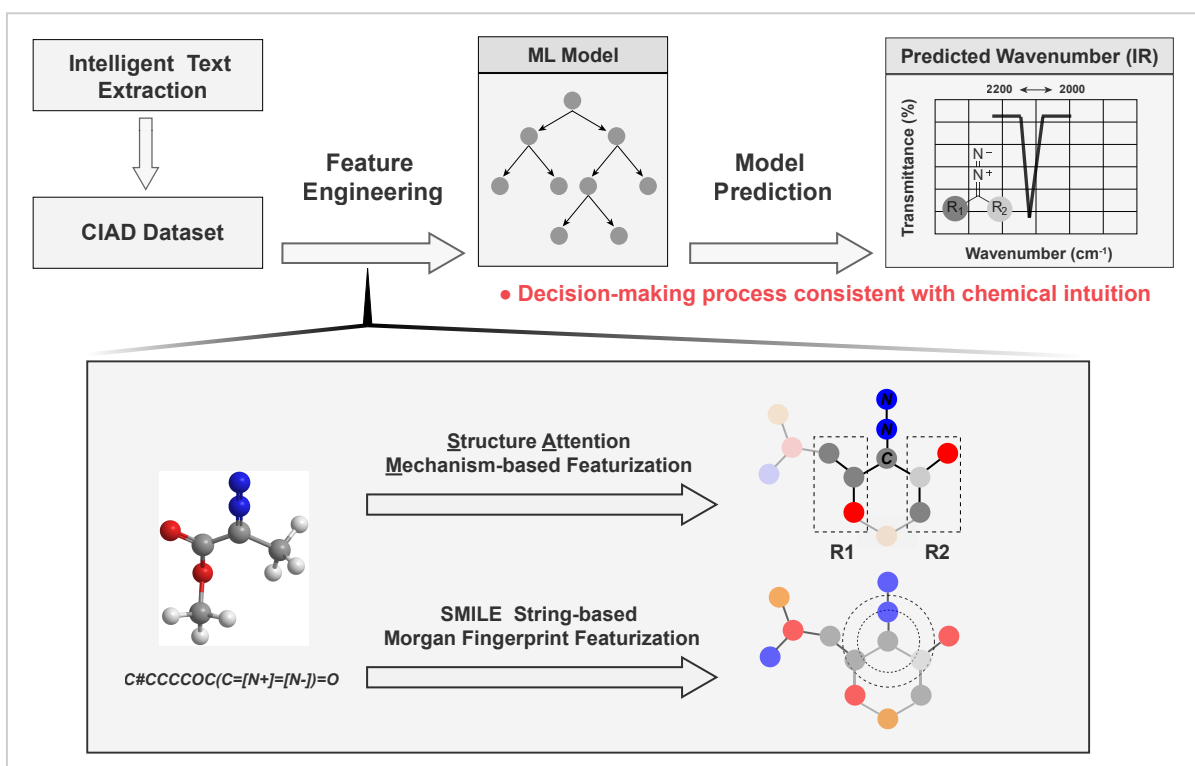 Intelligent Text
Extraction
CIAD Dataset
Feature
Engineering
ML Model
Model
Prediction
Predicted Wavenumber (IR)
2200 ⟷ 2000
Transmittance (%)
N⁻
N⁺
R₁ R₂
Wavenumber (cm⁻¹)
● Decision-making process consistent with chemical intuition
Structure Attention
Mechanism-based Featurization
N
N
C
R1 R2
SMILE String-based
Morgan Fingerprint Featurization
C#CCCCOC(C=[N+]=[N-])=O